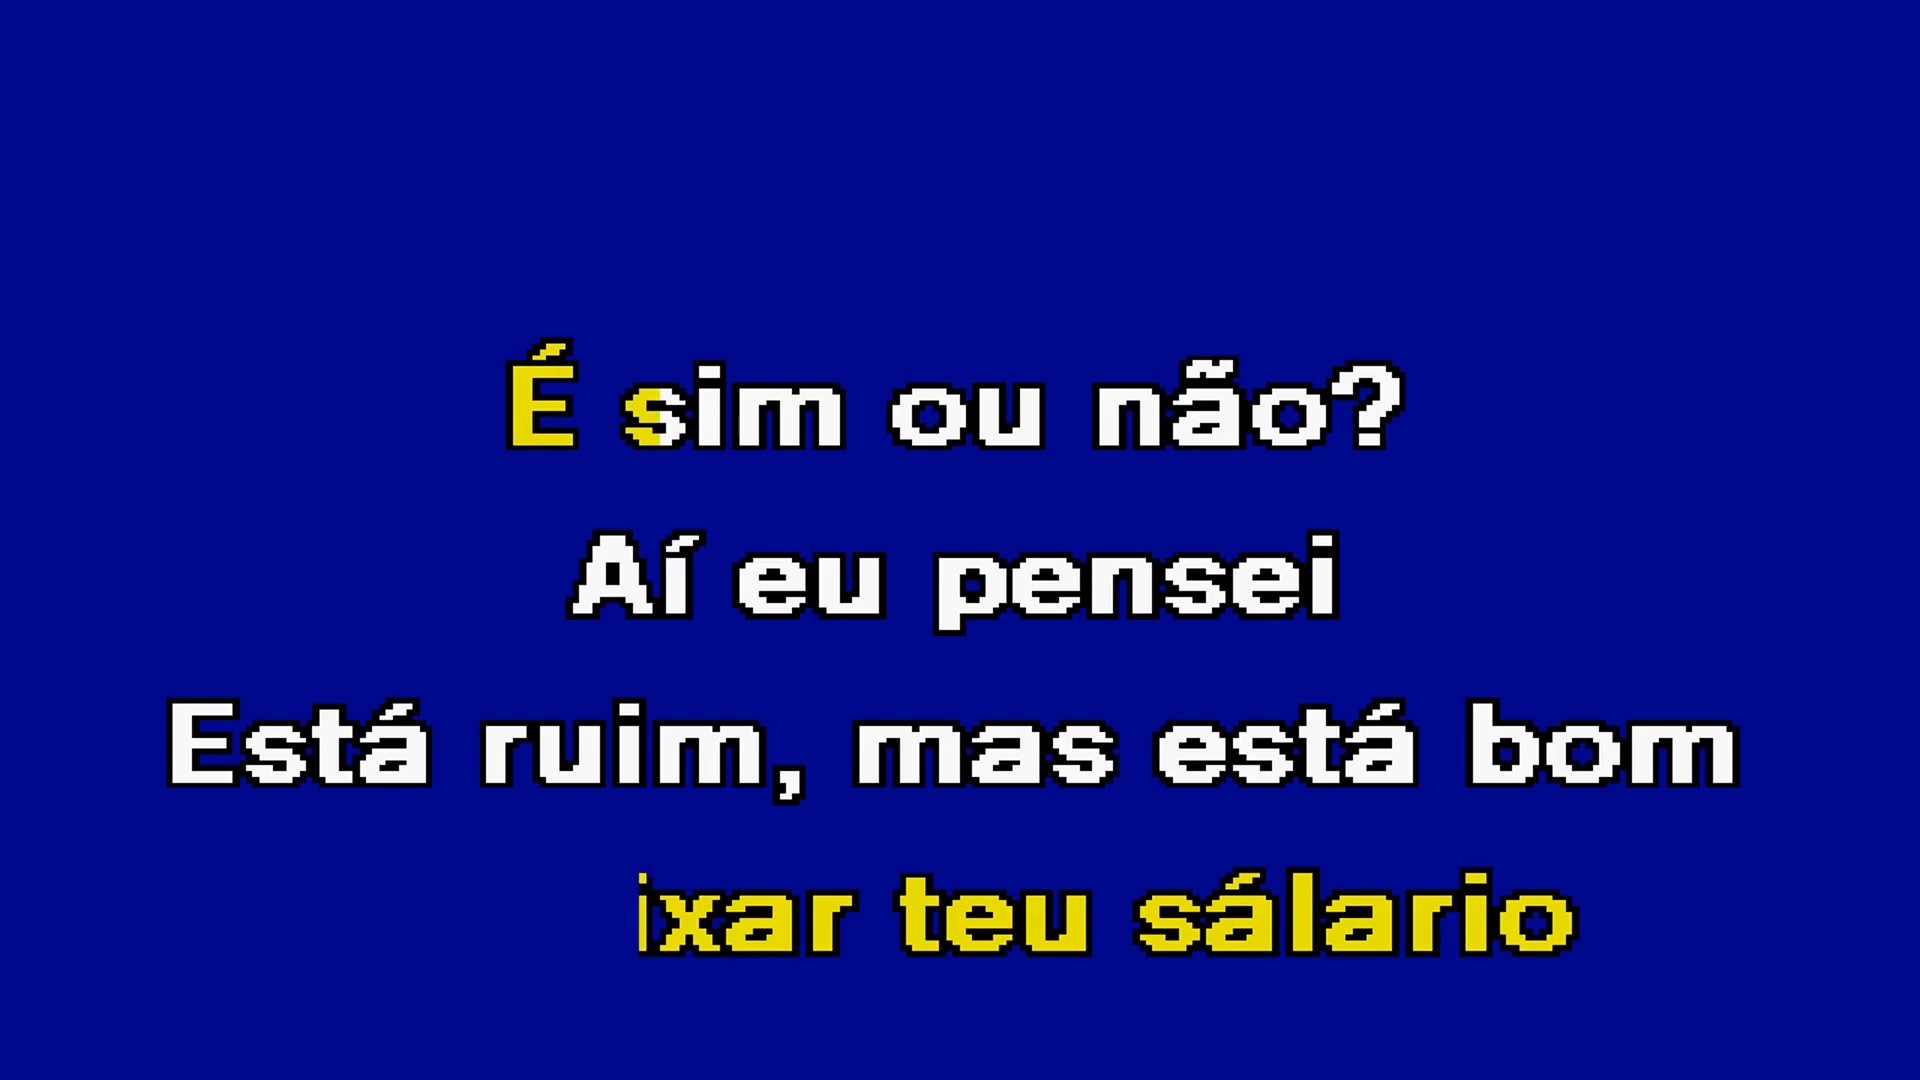 É sim ou não?
Aí eu pensei
Está ruim, mas está bom
ixar teu sálario